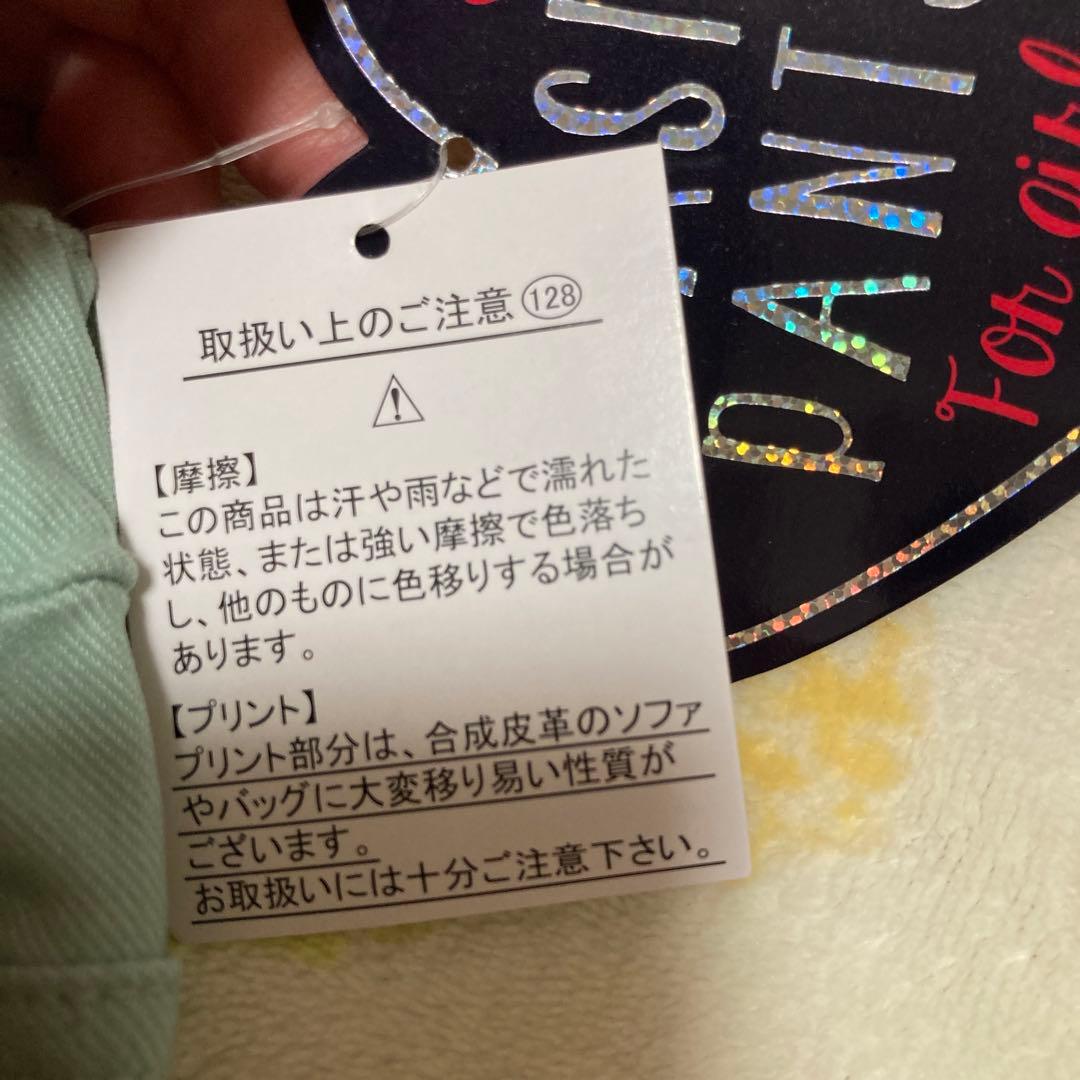 取扱い上のご注意 128
【摩擦】
この商品は汗や雨などで濡れた
状態、または強い摩擦で色落ち
し、他のものに色移りする場合が
あります。
【プリント】
プリント部分は、合成皮革のソファ
やバッグに大変移り易い性質が
ございます。
お取扱いには十分ご注意下さい。
PANTS
For Girl